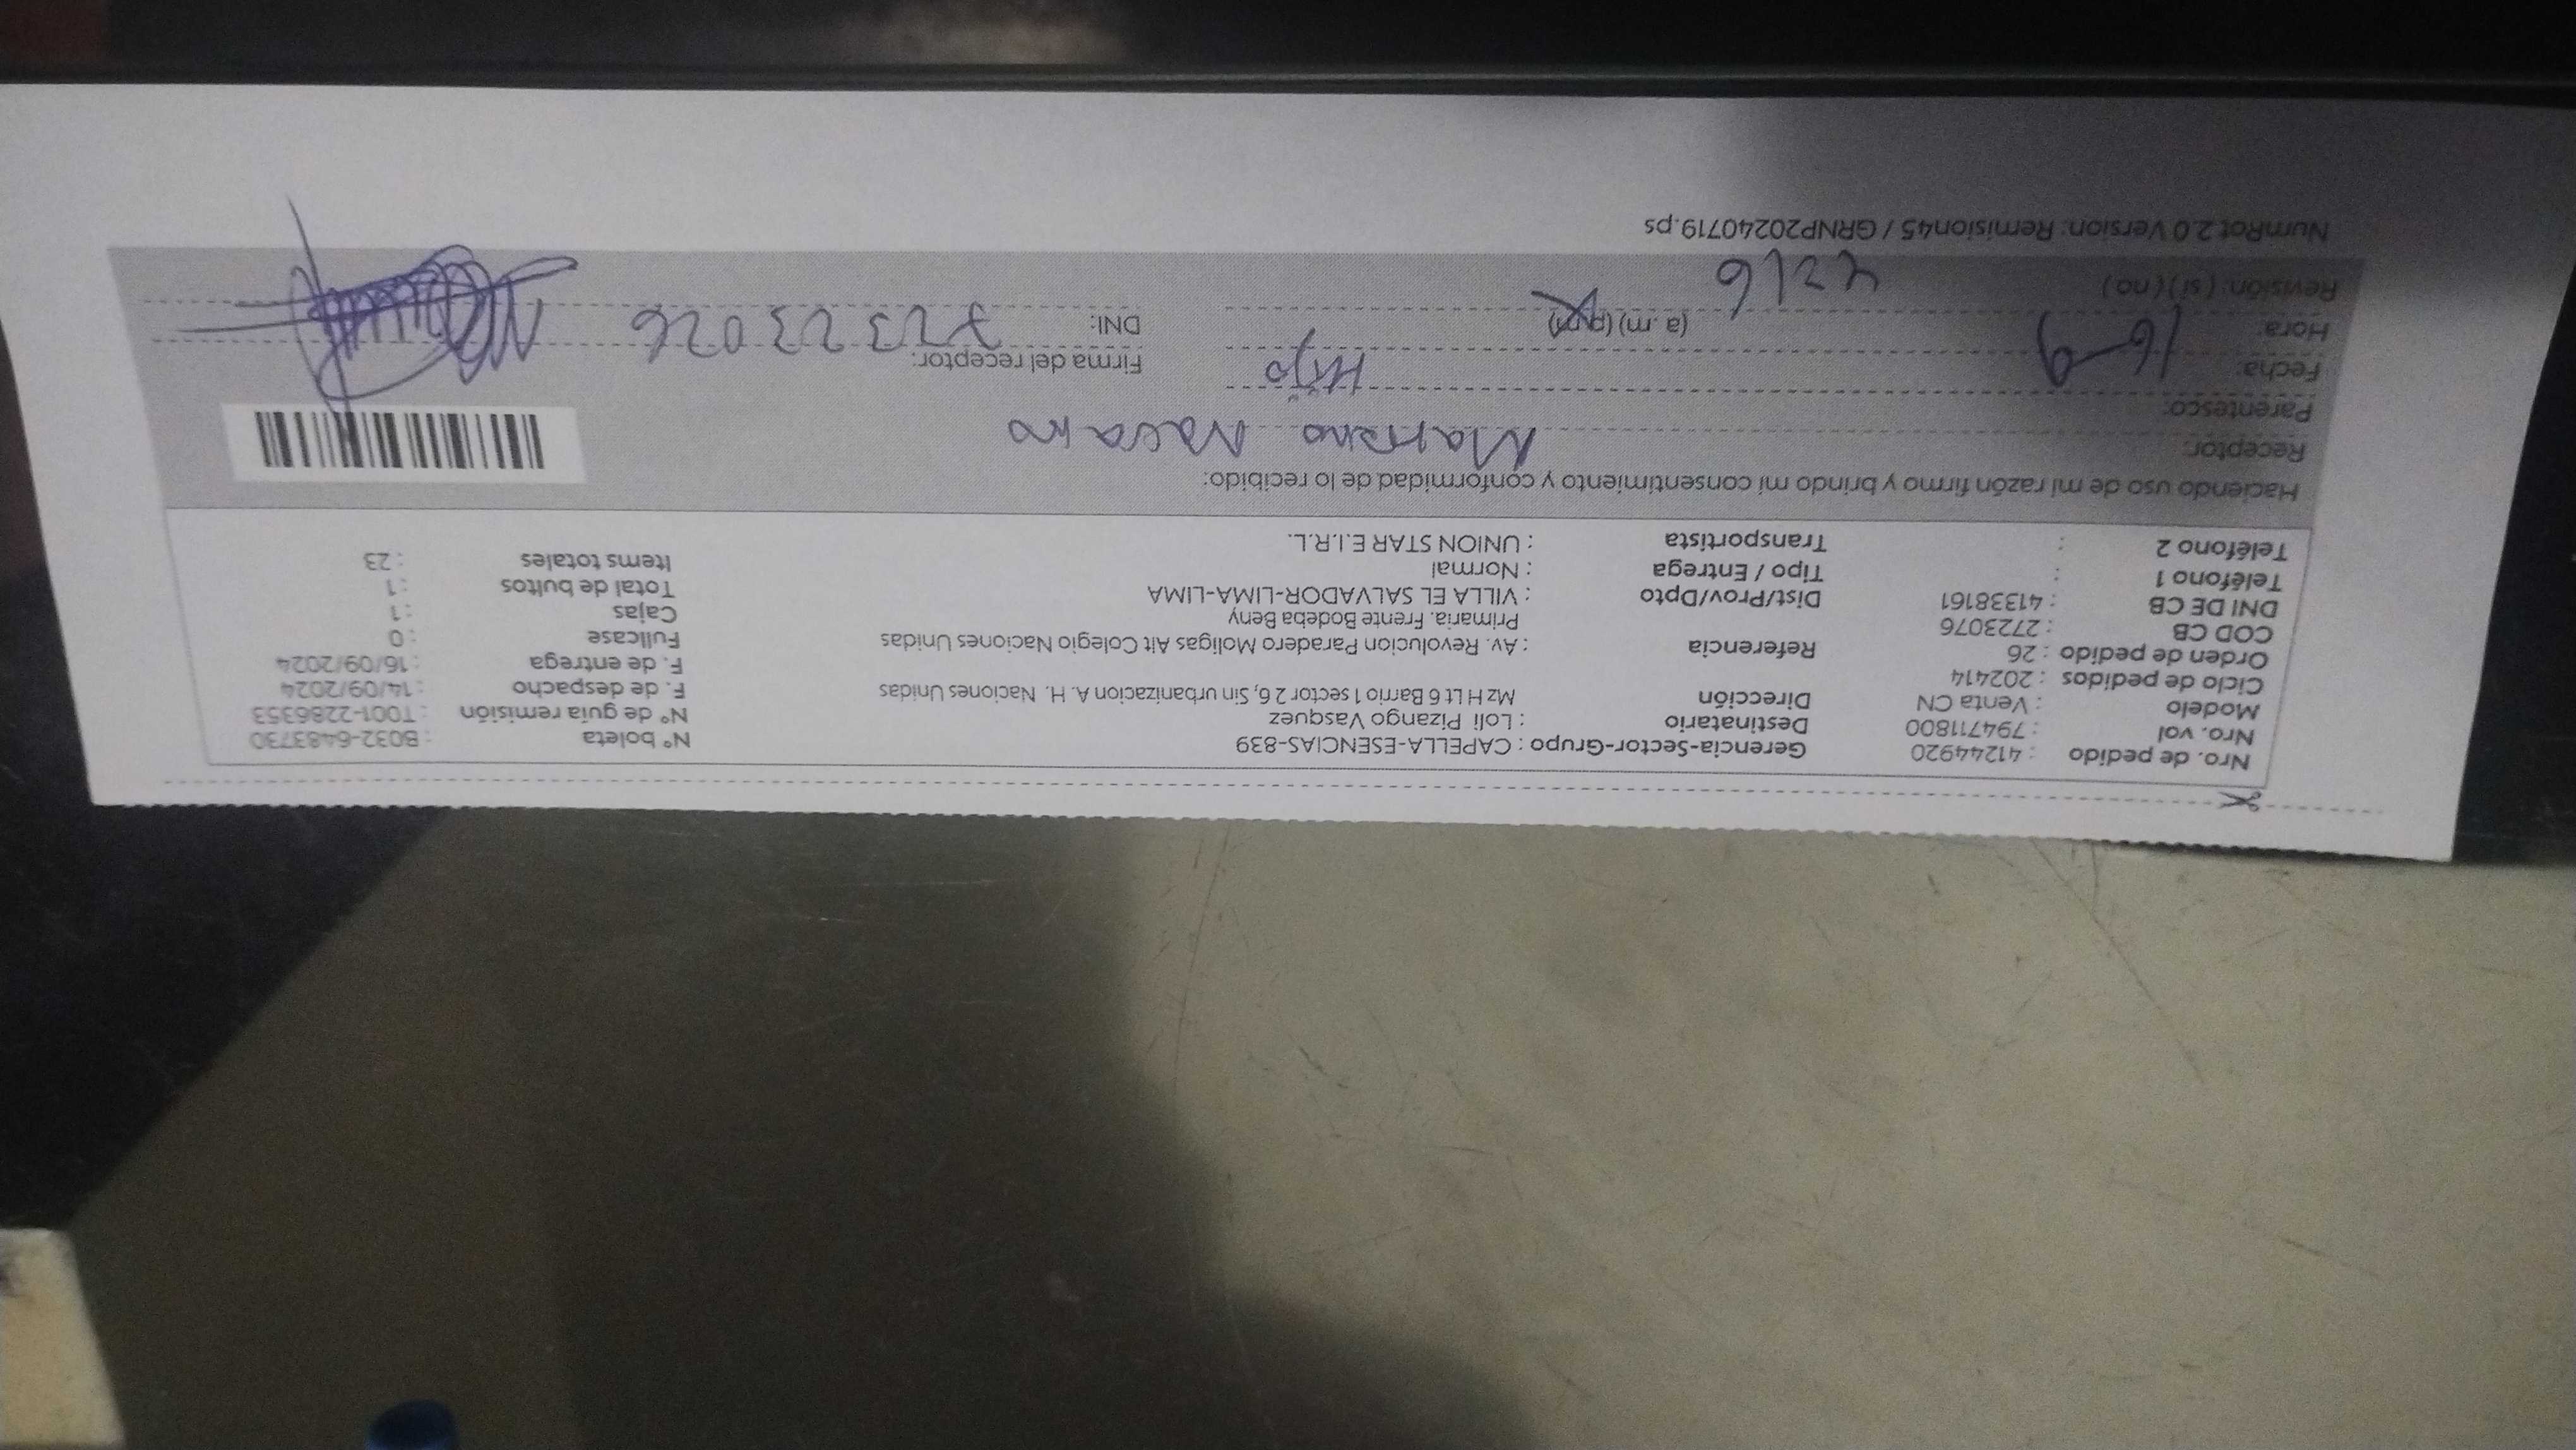 Nro. de pedido : 41244920 Gerencia-Sector-Grupo : CAPELLA-ESENCIAS-839 N° boleta : B032-6483730
Nro. vol : 794711800 Destinatario : Loli Pizango Vasquez N° de guía remisión : T001-2286353
Modelo : Venta CN Dirección Mz H Lt 6 Barrio 1 sector 2 6, Sin urbanizacion A. H. Naciones Unidas F. de despacho : 14/09/2024
Ciclo de pedidos : 202414 F. de entrega : 16/09/2024
Orden de pedido : 26 Referencia : Av. Revolucion Paradero Moligas Alt Colegio Naciones Unidas Fullcase : 0
COD CB : 2723076 Primaria. Frente Bodeba Beny Cajas : 1
DNI DE CB : 41338161 Dist/Prov/Dpto : VILLA EL SALVADOR-LIMA-LIMA Total de bultos : 1
Teléfono 1 : Tipo / Entrega : Normal Items totales : 23
Teléfono 2 : Transportista : UNION STAR E.I.R.L.
Haciendo uso de mi razón firmo y brindo mi consentimiento y conformidad de lo recibido:
Receptor: Mariano
Parentesco: Hijo Firma del receptor:
Fecha: 16-9
Hora: (a.m) (p.m) DNI: 72323026
Revisión: (si) (no)
NumRot 2.0 Version: Remision45 / GRNP20240719.ps